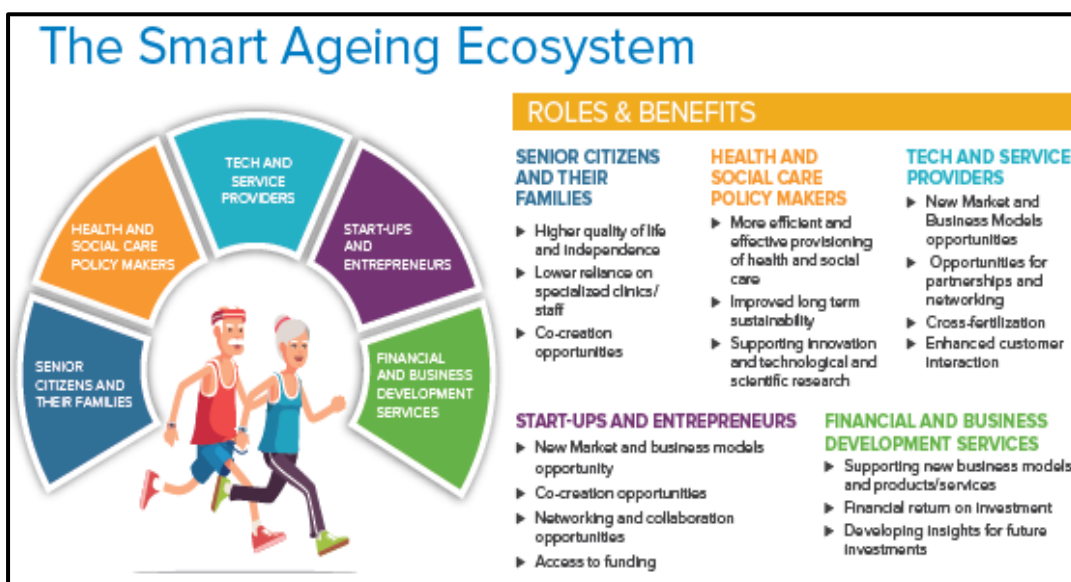 The Smart Ageing Ecosystem
TECH AND
SERVICE
PROVIDERS
HEALTH AND
SOCIAL CARE
POLICY MAKERS
START-UPS
AND
ENTREPRENEURS
SENIOR
CITIZENS AND
THEIR FAMILIES
FINANCIAL
AND BUSINESS
DEVELOPMENT
SERVICES
ROLES & BENEFITS
SENIOR CITIZENS
AND THEIR
FAMILIES
Higher quality of life
and independence
Lower reliance on
specialized clinics/
staff
Co-creation
opportunities
HEALTH AND
SOCIAL CARE
POLICY MAKERS
More efficient and
effective provisioning
of health and social
care
Improved long term
sustainability
Supporting innovation
and technological and
scientific research
TECH AND SERVICE
PROVIDERS
New Market and
Business Models
opportunities
Opportunities for
partnerships and
networking
Cross-fertilization
Enhanced customer
interaction
START-UPS AND ENTREPRENEURS
New Market and business models
opportunity
Co-creation opportunities
Networking and collaboration
opportunities
Access to funding
FINANCIAL AND BUSINESS
DEVELOPMENT SERVICES
Supporting new business models
and products/services
Financial return on investment
Developing insights for future
investments